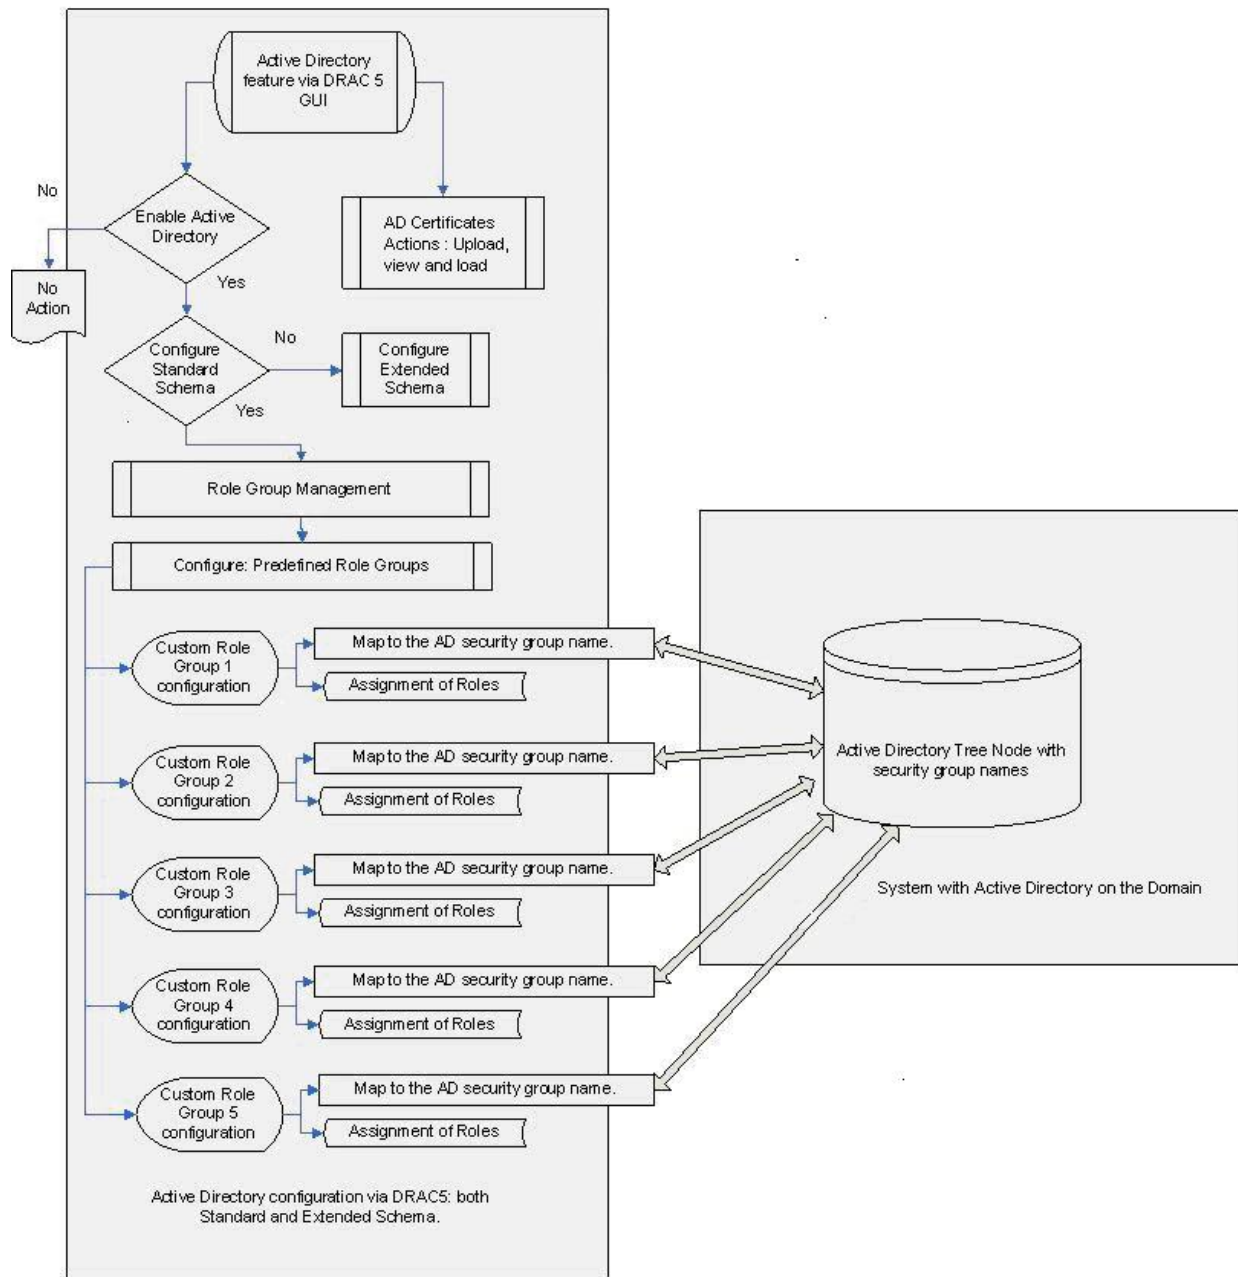 Active Directory
feature via DRAC 5
GUI
No
Enable Active
Directory
AD Certificates
Actions : Upload,
view and load
No
Action
Yes
No
Configure
Standard
Schema
Configure
Extended
Schema
Yes
Role Group Management
Configure: Predefined Role Groups
Custom Role
Group 1
configuration
Map to the AD security group name.
Assignment of Roles
Custom Role
Group 2
configuration
Map to the AD security group name.
Assignment of Roles
Custom Role
Group 3
configuration
Map to the AD security group name.
Assignment of Roles
Custom Role
Group 4
configuration
Map to the AD security group name.
Assignment of Roles
Custom Role
Group 5
configuration
Map to the AD security group name.
Assignment of Roles
Active Directory configuration via DRAC5: both
Standard and Extended Schema.
Active Directory Tree Node with
security group names
System with Active Directory on the Domain